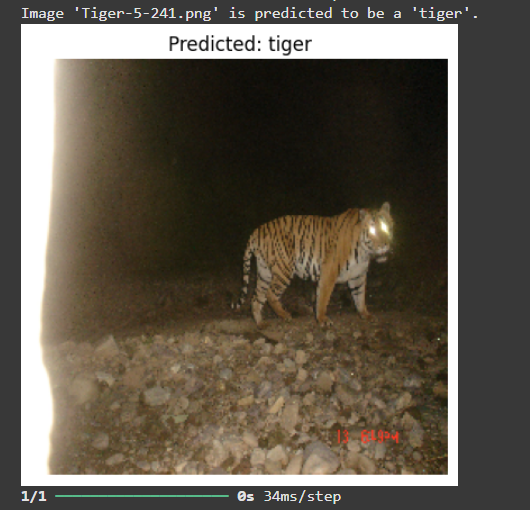 Image 'Tiger-5-241.png' is predicted to be a 'tiger'.
Predicted: tiger
1/1 0s 34ms/step